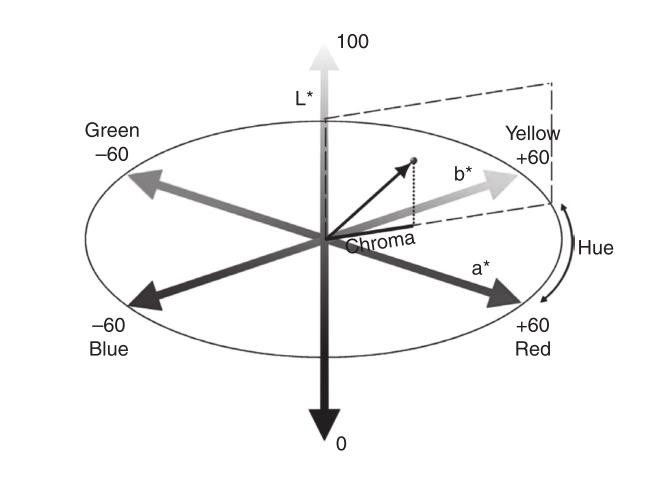 100
L*
Green
–60
Yellow
+60
b*
Chroma
Hue
a*
–60
Blue
+60
Red
0